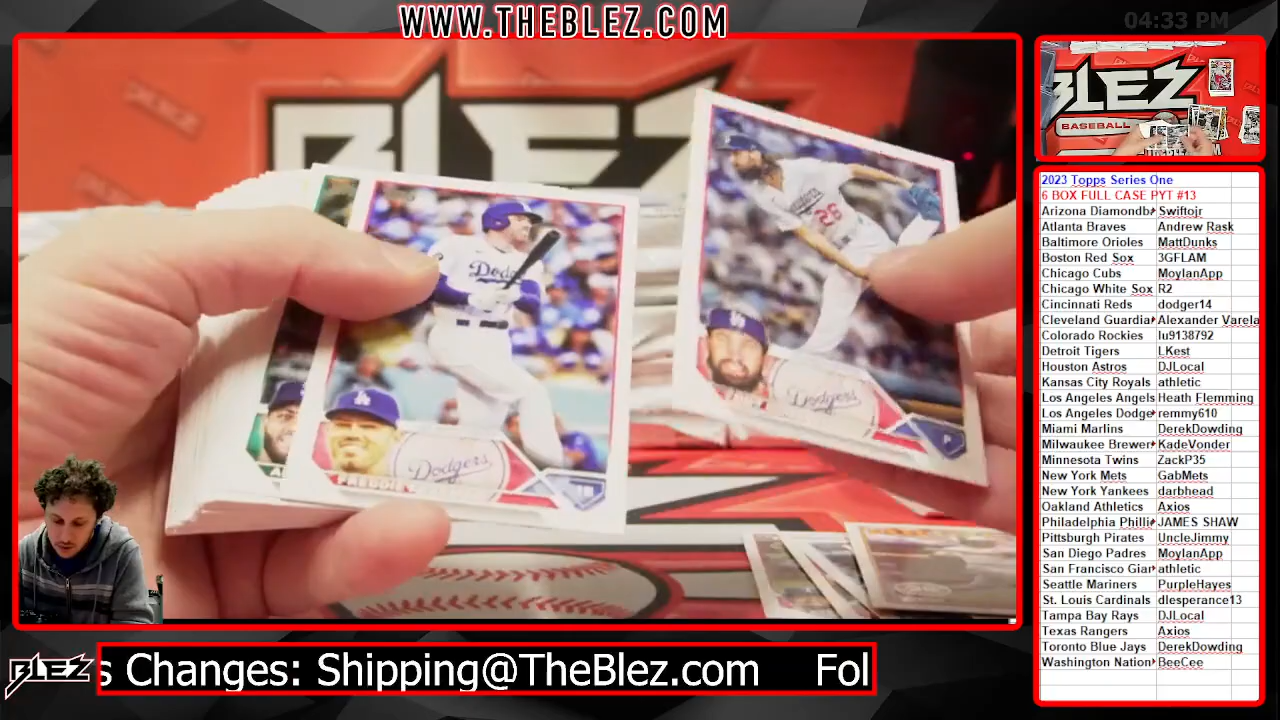 WWW.THEBLEZ.COM
04:33 PM
BLEZ
BLEZ
BASEBALL
Dodgers
26
Dodgers
Dodgers
P
2023 Topps Series One
6 BOX FULL CASE PYT #13
Arizona Diamondba Swiftojr
Atlanta Braves Andrew Rask
Baltimore Orioles MattDunks
Boston Red Sox 3GFLAM
Chicago Cubs MoylanApp
Chicago White Sox R2
Cincinnati Reds dodger14
Cleveland Guardia Alexander Varela
Colorado Rockies lu9138792
Detroit Tigers LKest
Houston Astros DJLocal
Kansas City Royals athletic
Los Angeles Angels Heath Flemming
Los Angeles Dodge remmy610
Miami Marlins DerekDowding
Milwaukee Brewer KadeVonder
Minnesota Twins ZackP35
New York Mets GabMets
New York Yankees darbhead
Oakland Athletics Axios
Philadelphia Philli JAMES SHAW
Pittsburgh Pirates UncleJimmy
San Diego Padres MoylanApp
San Francisco Gian athletic
Seattle Mariners PurpleHayes
St. Louis Cardinals dlesperance13
Tampa Bay Rays DJLocal
Texas Rangers Axios
Toronto Blue Jays DerekDowding
Washington Nation BeeCee
BLEZ
s Changes: Shipping@TheBlez.com Fol